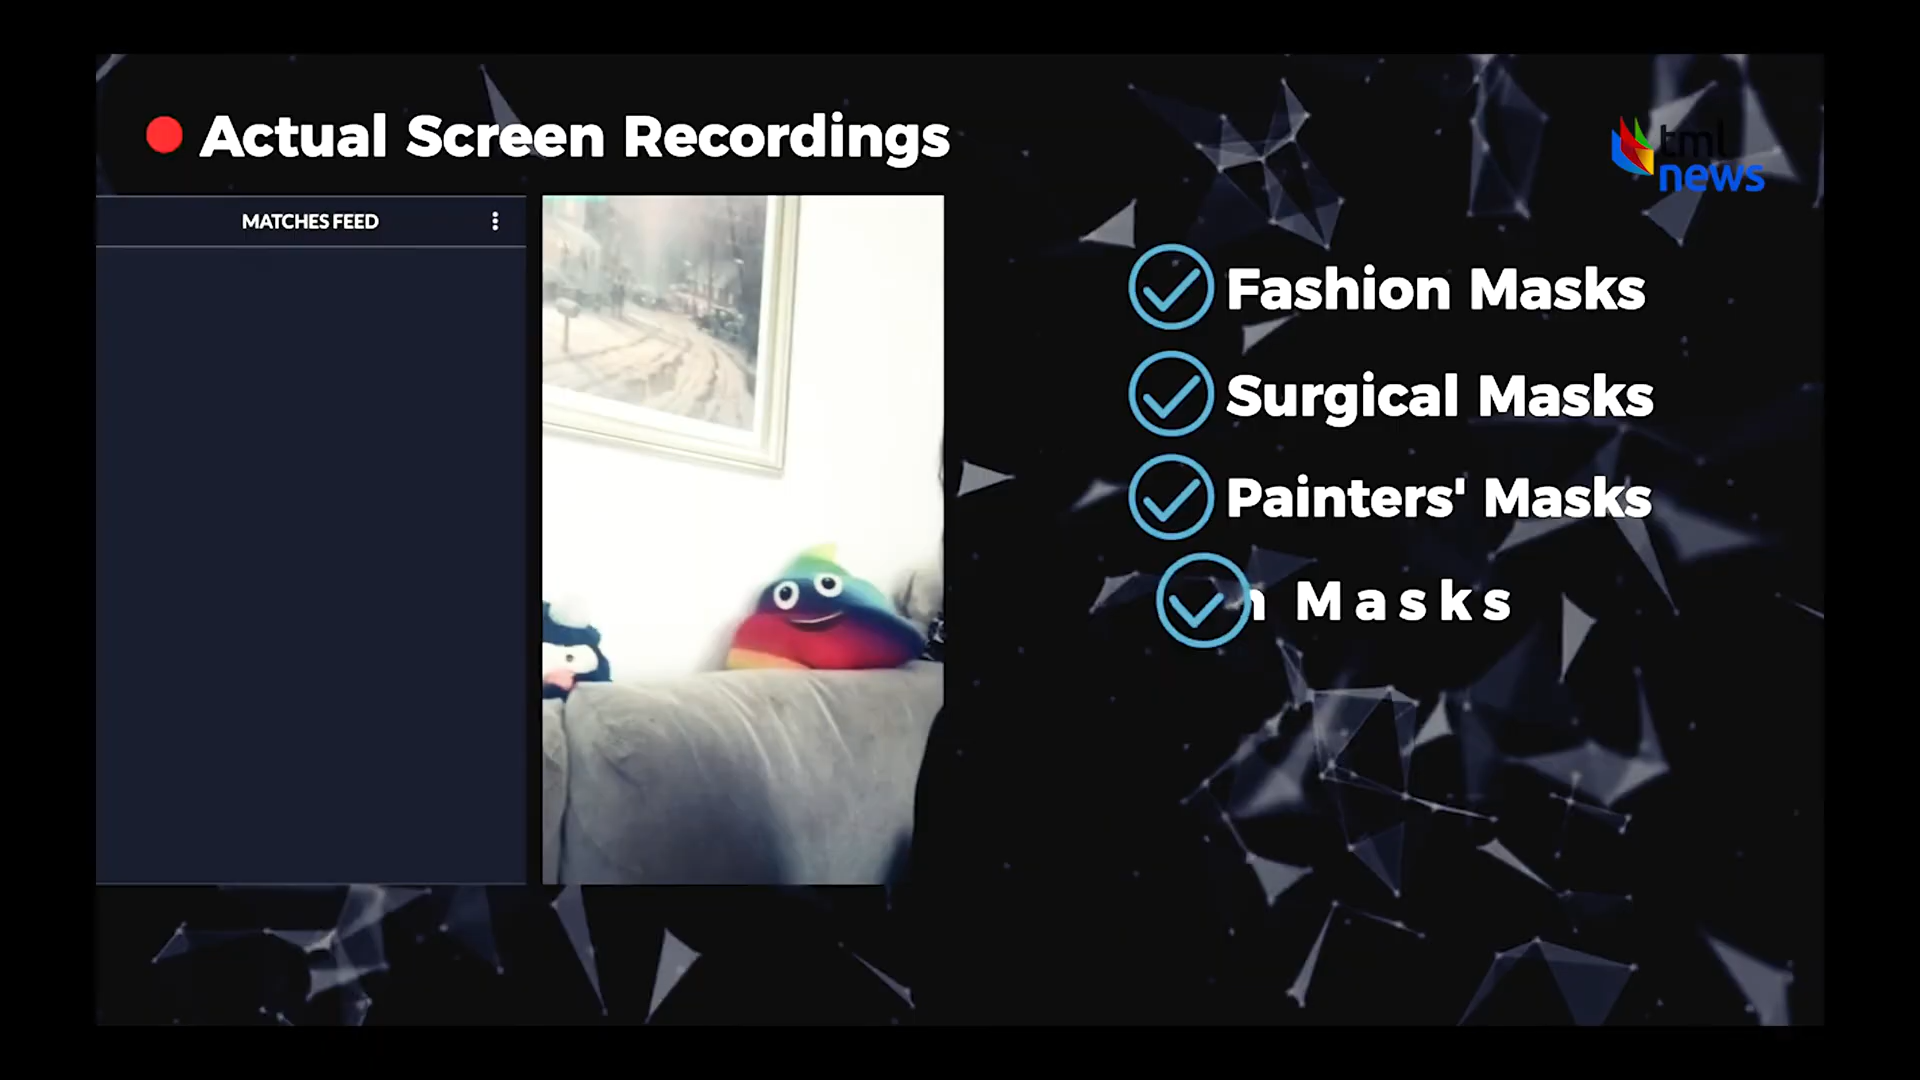 Actual Screen Recordings
tml
news
MATCHES FEED
Fashion Masks
Surgical Masks
Painters' Masks
Masks